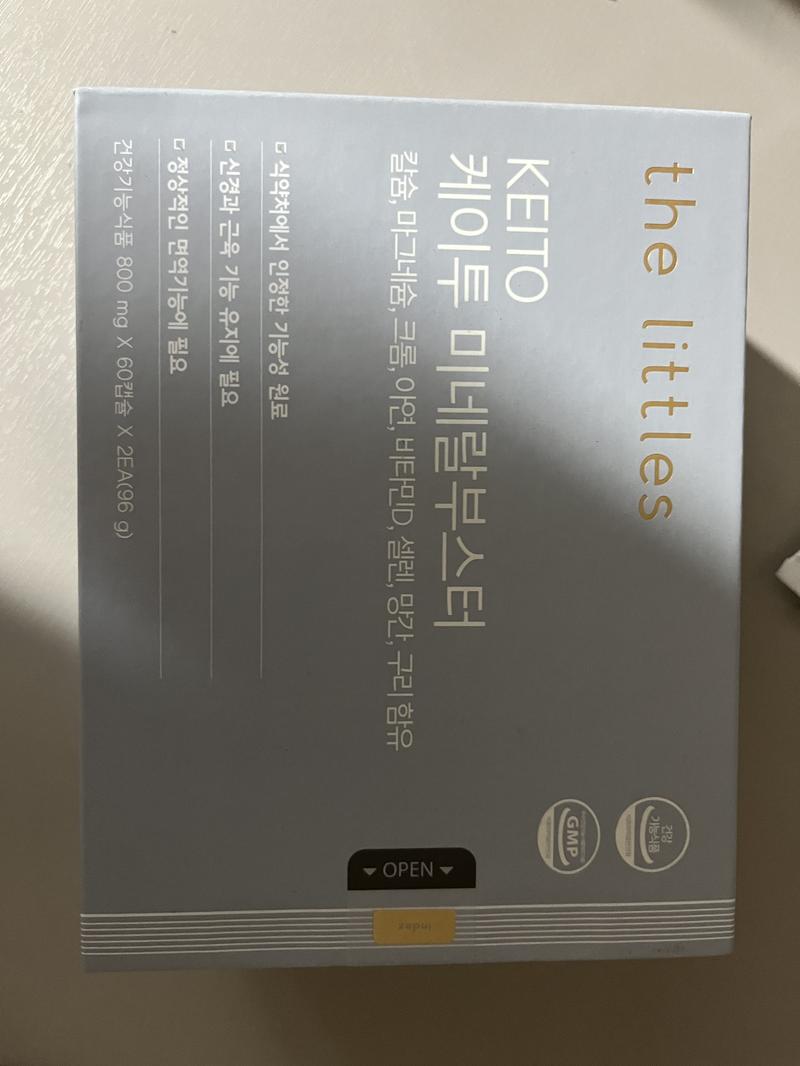 the littles
KEITO
케이투 미네랄부스터
칼슘, 마그네슘, 크롬, 아연, 비타민D, 셀렌, 망간, 구리 함유
식약처에서 인정한 기능성 원료
신경과 근육 기능 유지에 필요
정상적인 면역기능에 필요
건강기능식품 800 mg X 60캡슐 X 2EA(96 g)
건강
기능식품
GMP
OPEN
index